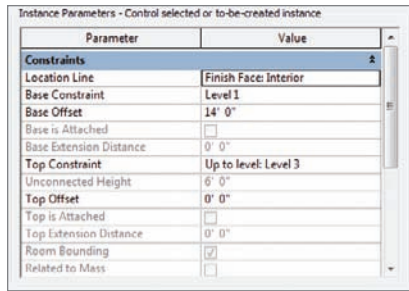 Instance Parameters - Control selected or to-be-created instance
Parameter Value
Constraints
Location Line Finish Face: Interior
Base Constraint Level 1
Base Offset 14' 0"
Base is Attached
Base Extension Distance 0' 0"
Top Constraint Up to level: Level 3
Unconnected Height 6' 0"
Top Offset 0' 0"
Top is Attached
Top Extension Distance 0' 0"
Room Bounding
Related to Mass